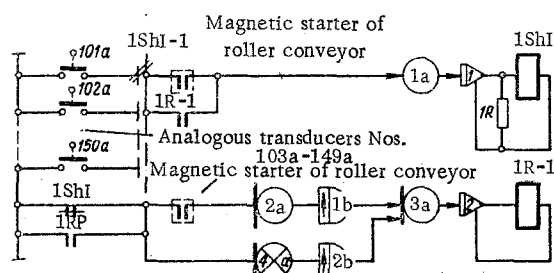 Magnetic starter of
roller conveyor
101a
1ShI-1
1ShI
102a
1R-1
1a
1
1R
Analogous transducers Nos.
103a-149a
150a
Magnetic starter of roller conveyor
1ShI
1R-1
1RP
2a
1b
3a
2
4
a
2b